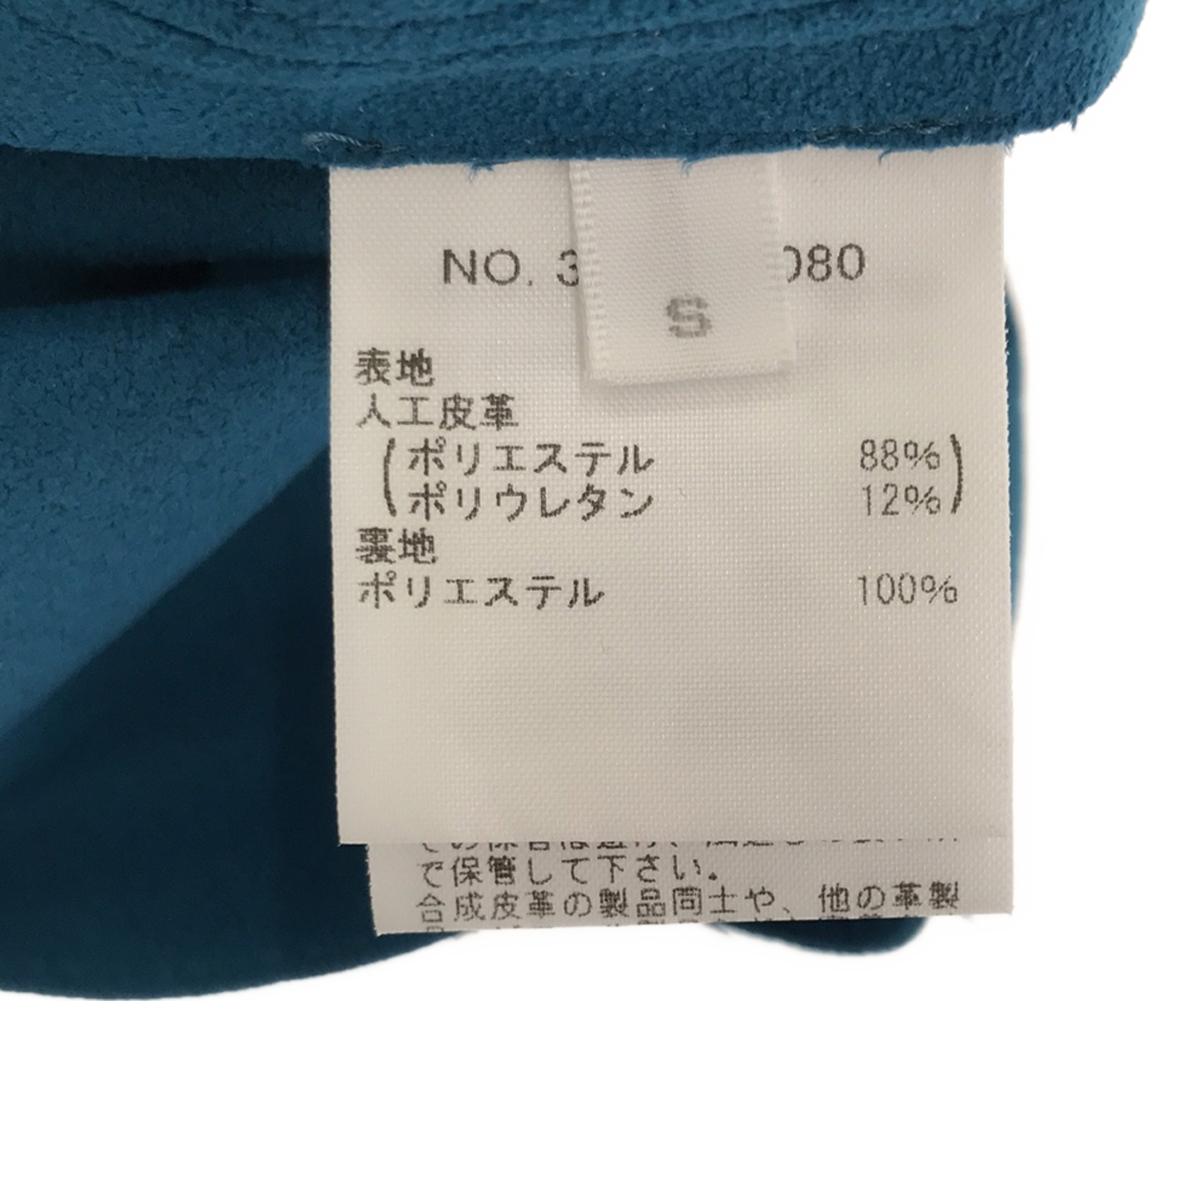 NO. 3 080
S
表地
人工皮革
(ポリエステル 88%)
(ポリウレタン 12%)
裏地
ポリエステル 100%
で保管して下さい。
合成皮革の製品同士や、他の革製